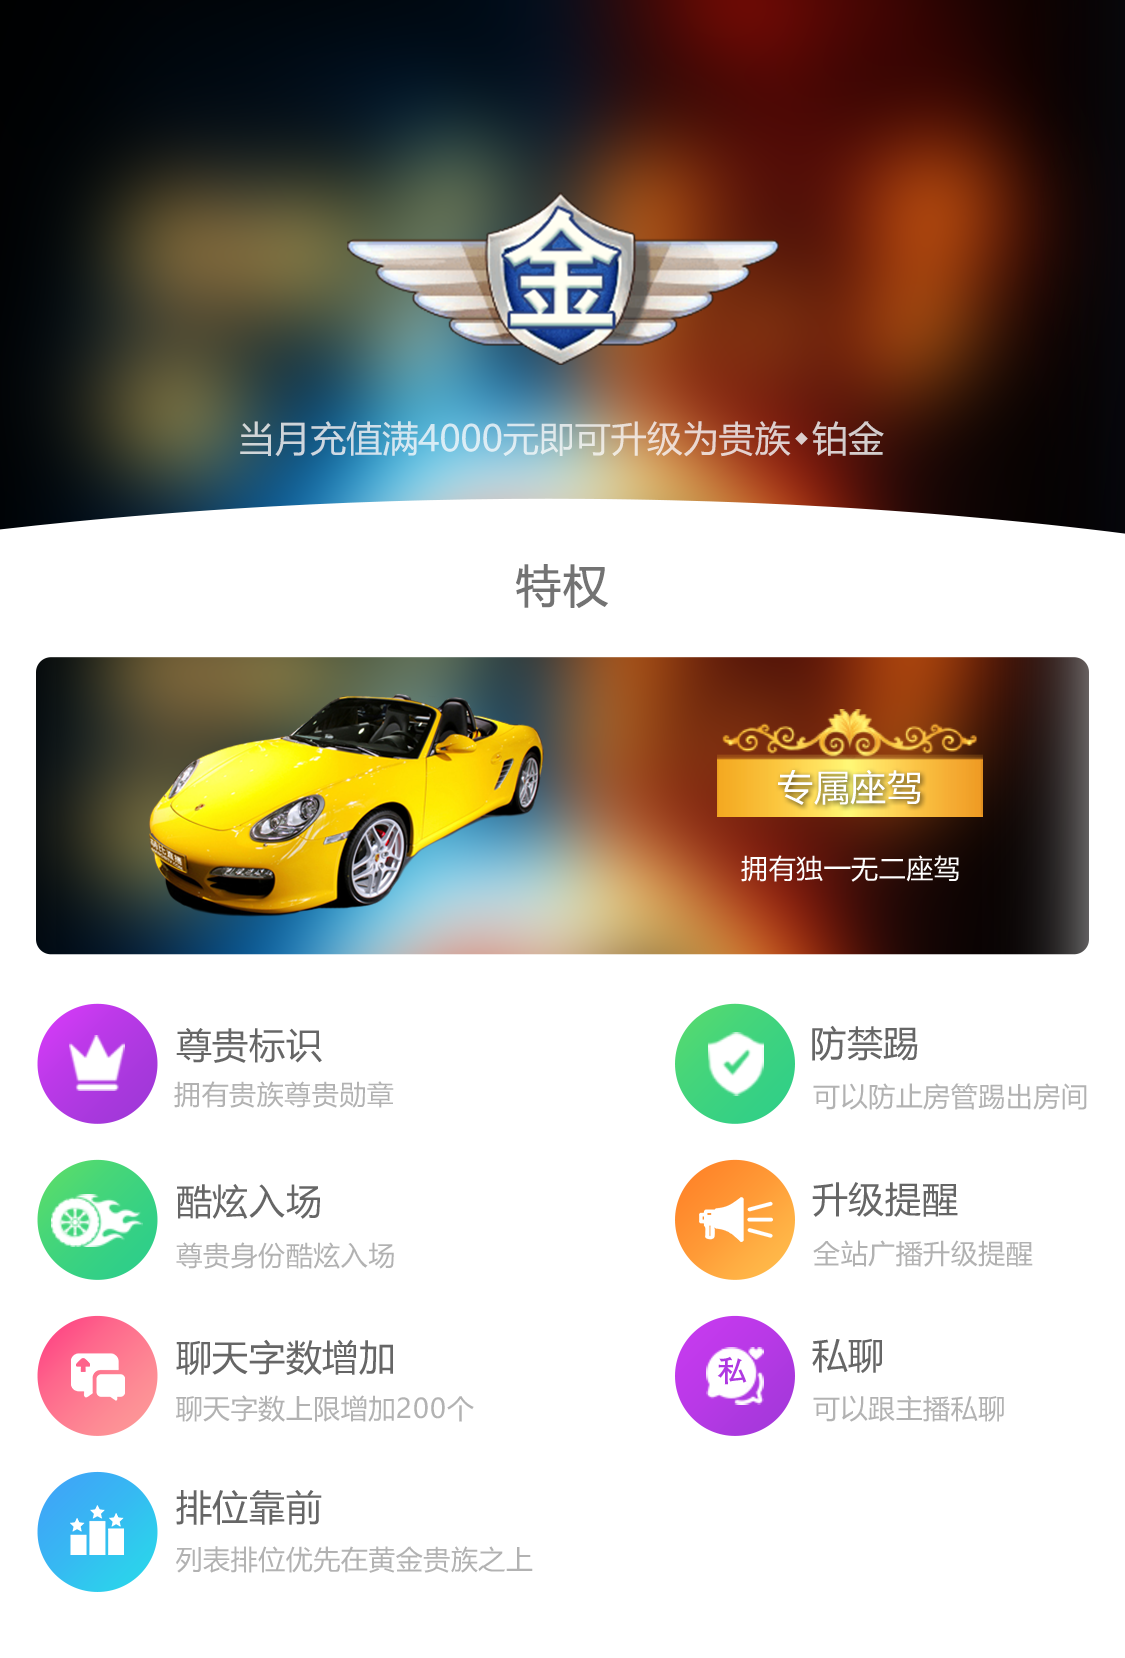 金
当月充值满4000元即可升级为贵族◆铂金
特权
专属座驾
拥有独一无二座驾
尊贵标识
拥有贵族尊贵勋章
防禁踢
可以防止房管踢出房间
酷炫入场
尊贵身份酷炫入场
升级提醒
全站广播升级提醒
聊天字数增加
聊天字数上限增加200个
私
私聊
可以跟主播私聊
排位靠前
列表排位优先在黄金贵族之上